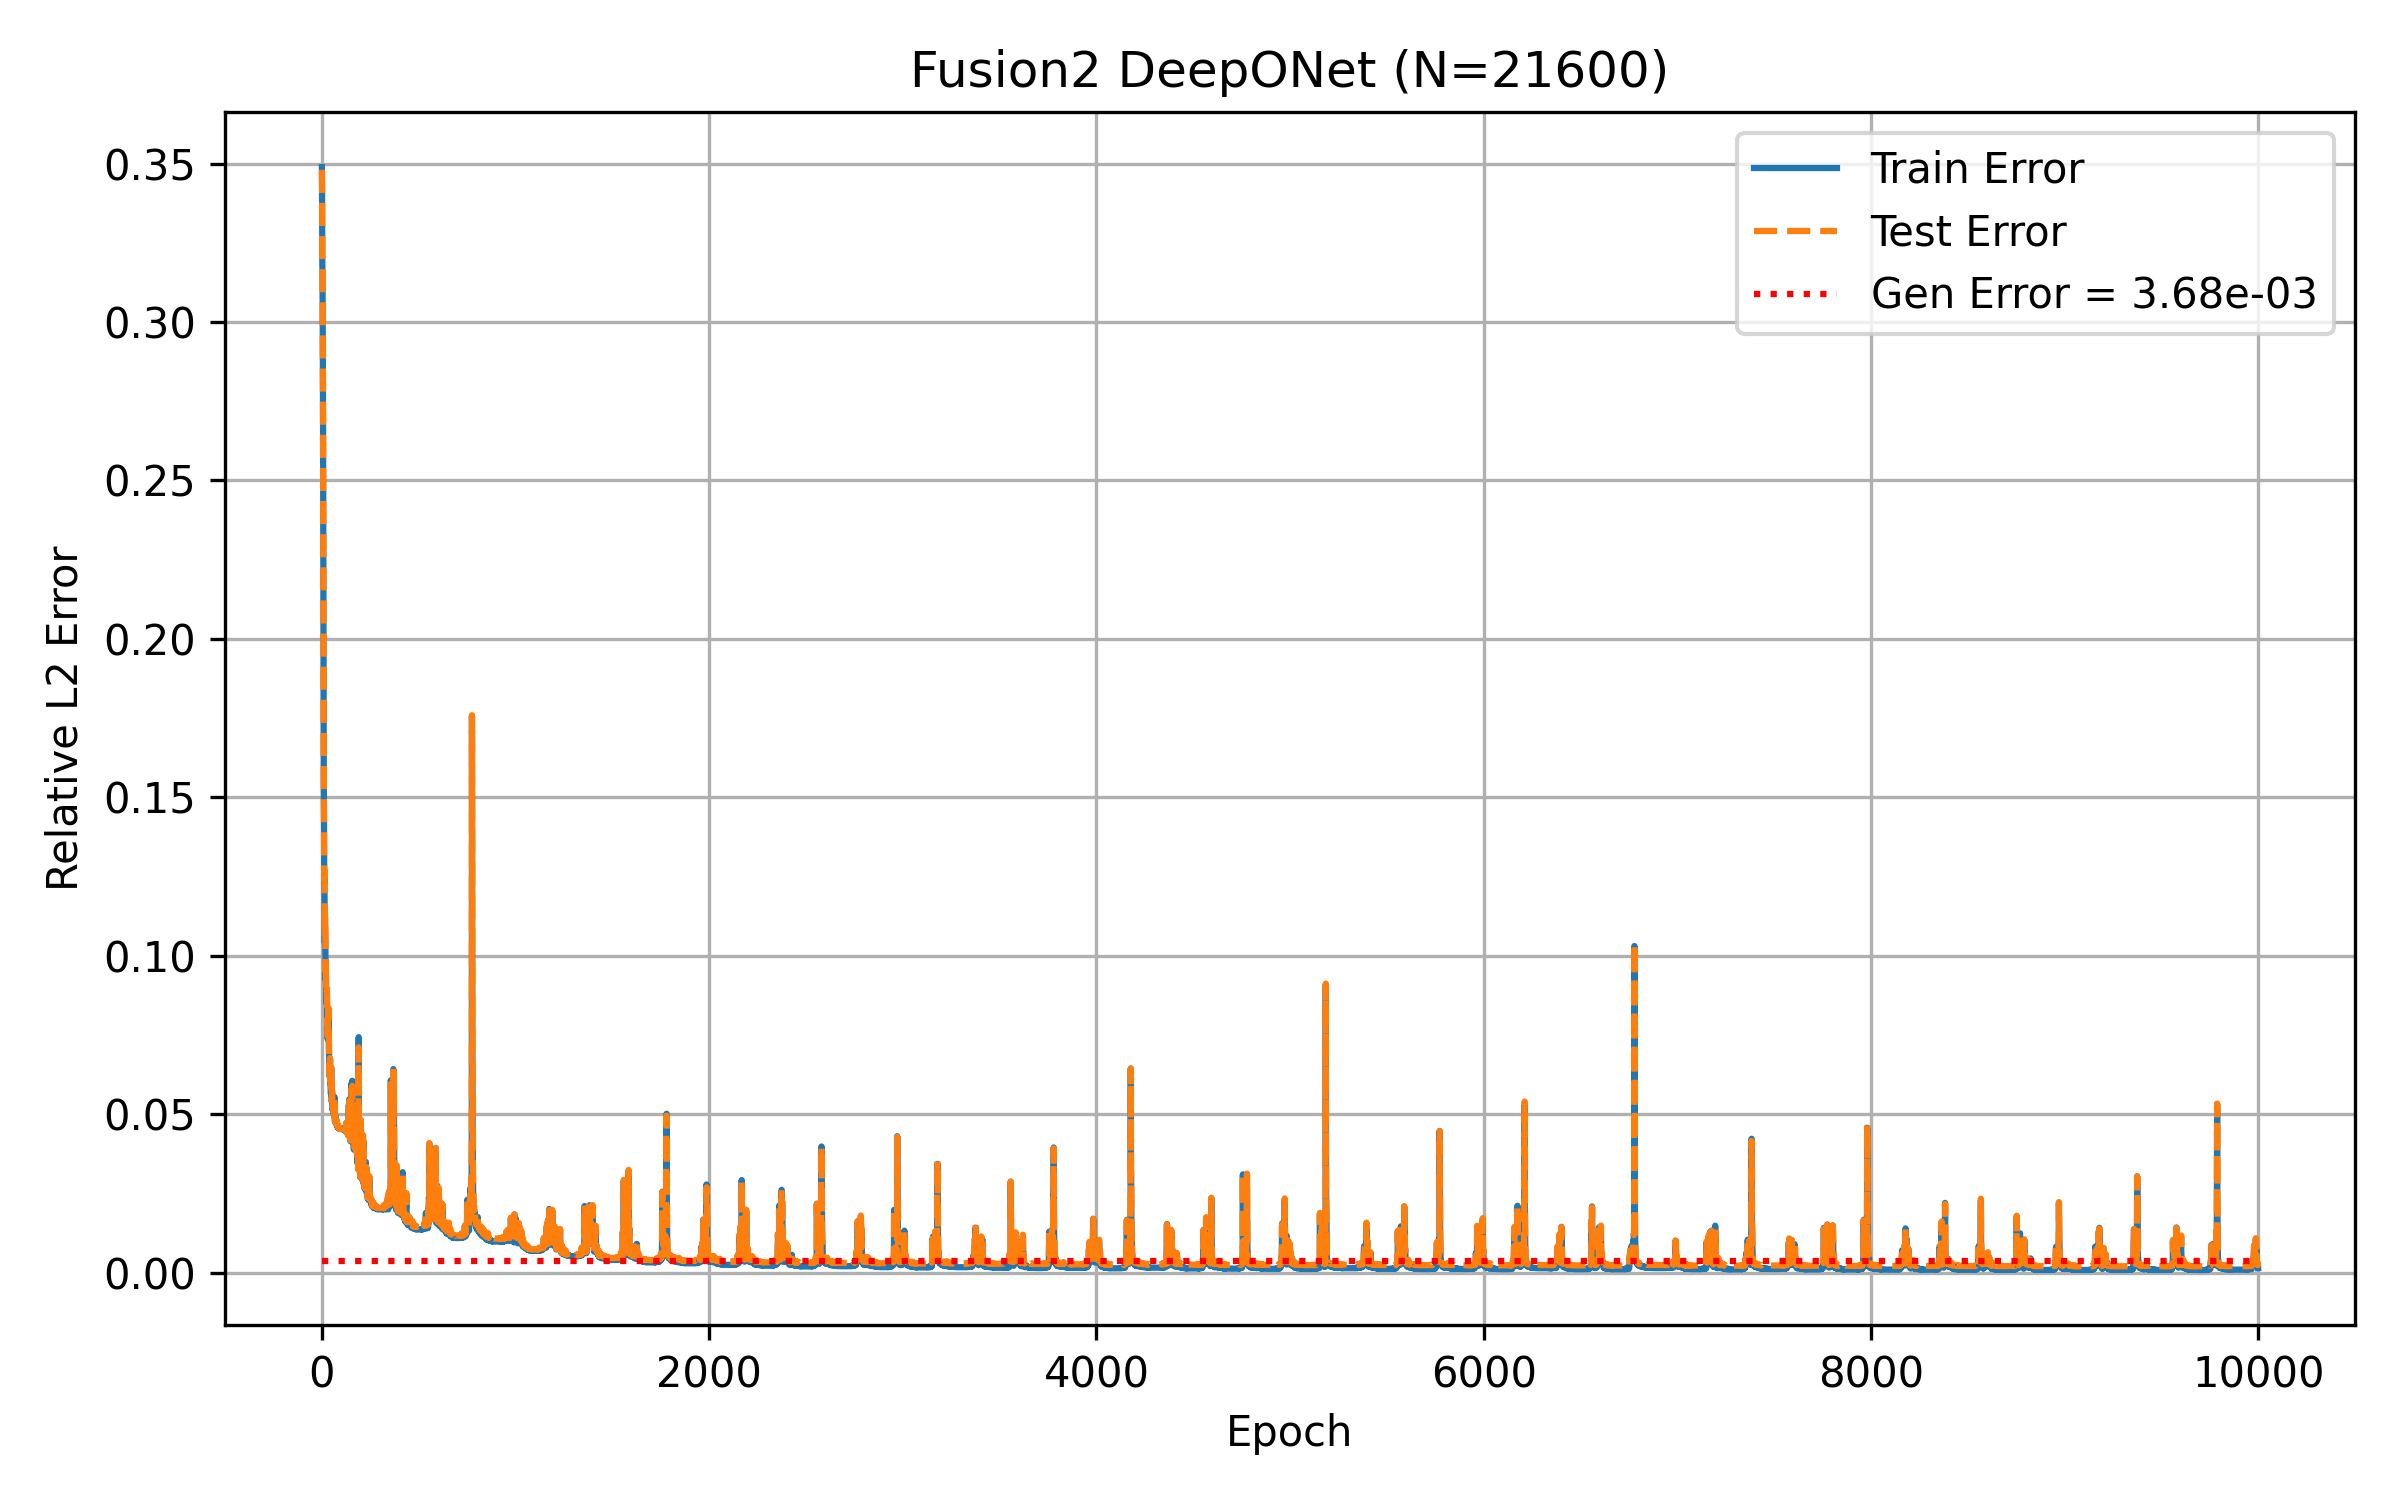 Fusion2 DeepONet (N=21600)
Train Error
Test Error
Gen Error = 3.68e-03
Relative L2 Error
0.35
0.30
0.25
0.20
0.15
0.10
0.05
0.00
0 2000 4000 6000 8000 10000
Epoch